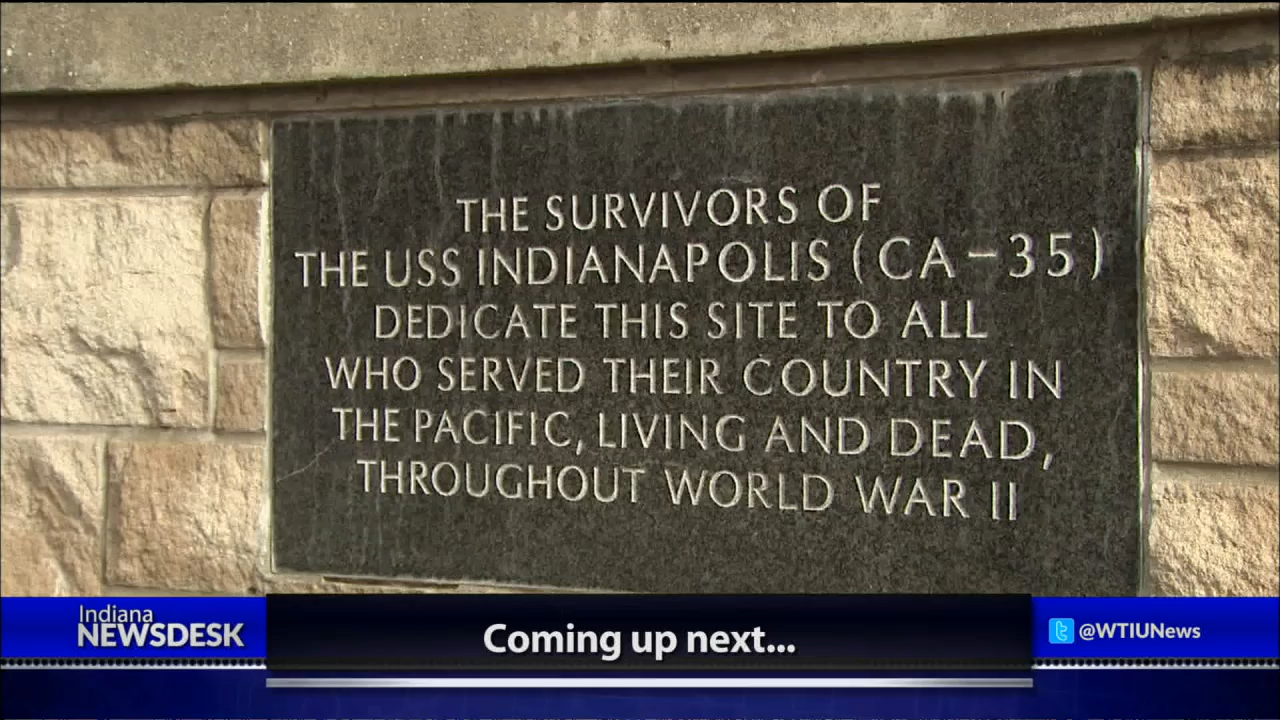 THE SURVIVORS OF
THE USS INDIANAPOLIS (CA-35)
DEDICATE THIS SITE TO ALL
WHO SERVED THEIR COUNTRY IN
THE PACIFIC, LIVING AND DEAD,
THROUGHOUT WORLD WAR II
Indiana
NEWSDESK
Coming up next...
@WTIUNews